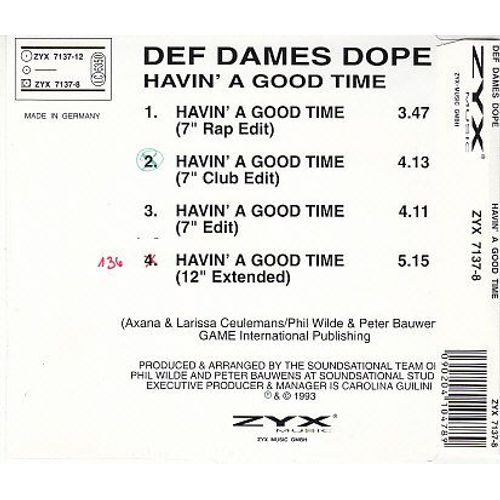 ZYX 7137-12
ZYX 7137-8
LC 6350
MADE IN GERMANY
DEF DAMES DOPE
HAVIN' A GOOD TIME
1. HAVIN' A GOOD TIME 3.47
(7" Rap Edit)
2. HAVIN' A GOOD TIME 4.13
(7" Club Edit)
3. HAVIN' A GOOD TIME 4.11
(7" Edit)
136 4. HAVIN' A GOOD TIME 5.15
(12" Extended)
(Axana & Larissa Ceulemans/Phil Wilde & Peter Bauwer
GAME International Publishing
PRODUCED & ARRANGED BY THE SOUNDSATIONAL TEAM OI
PHIL WILDE AND PETER BAUWENS AT SOUNDSATIONAL STUD
EXECUTIVE PRODUCER & MANAGER IS CAROLINA GUILINI
℗ & © 1993
ZYX®
MUSIC
ZYX MUSIC GMBH
ZYX®
MUSIC
ZYX-MUSIC GMBH
DEF DAMES DOPE
HAVIN' A GOOD TIME
ZYX 7137-8
ZYX 7137-8
090204104789